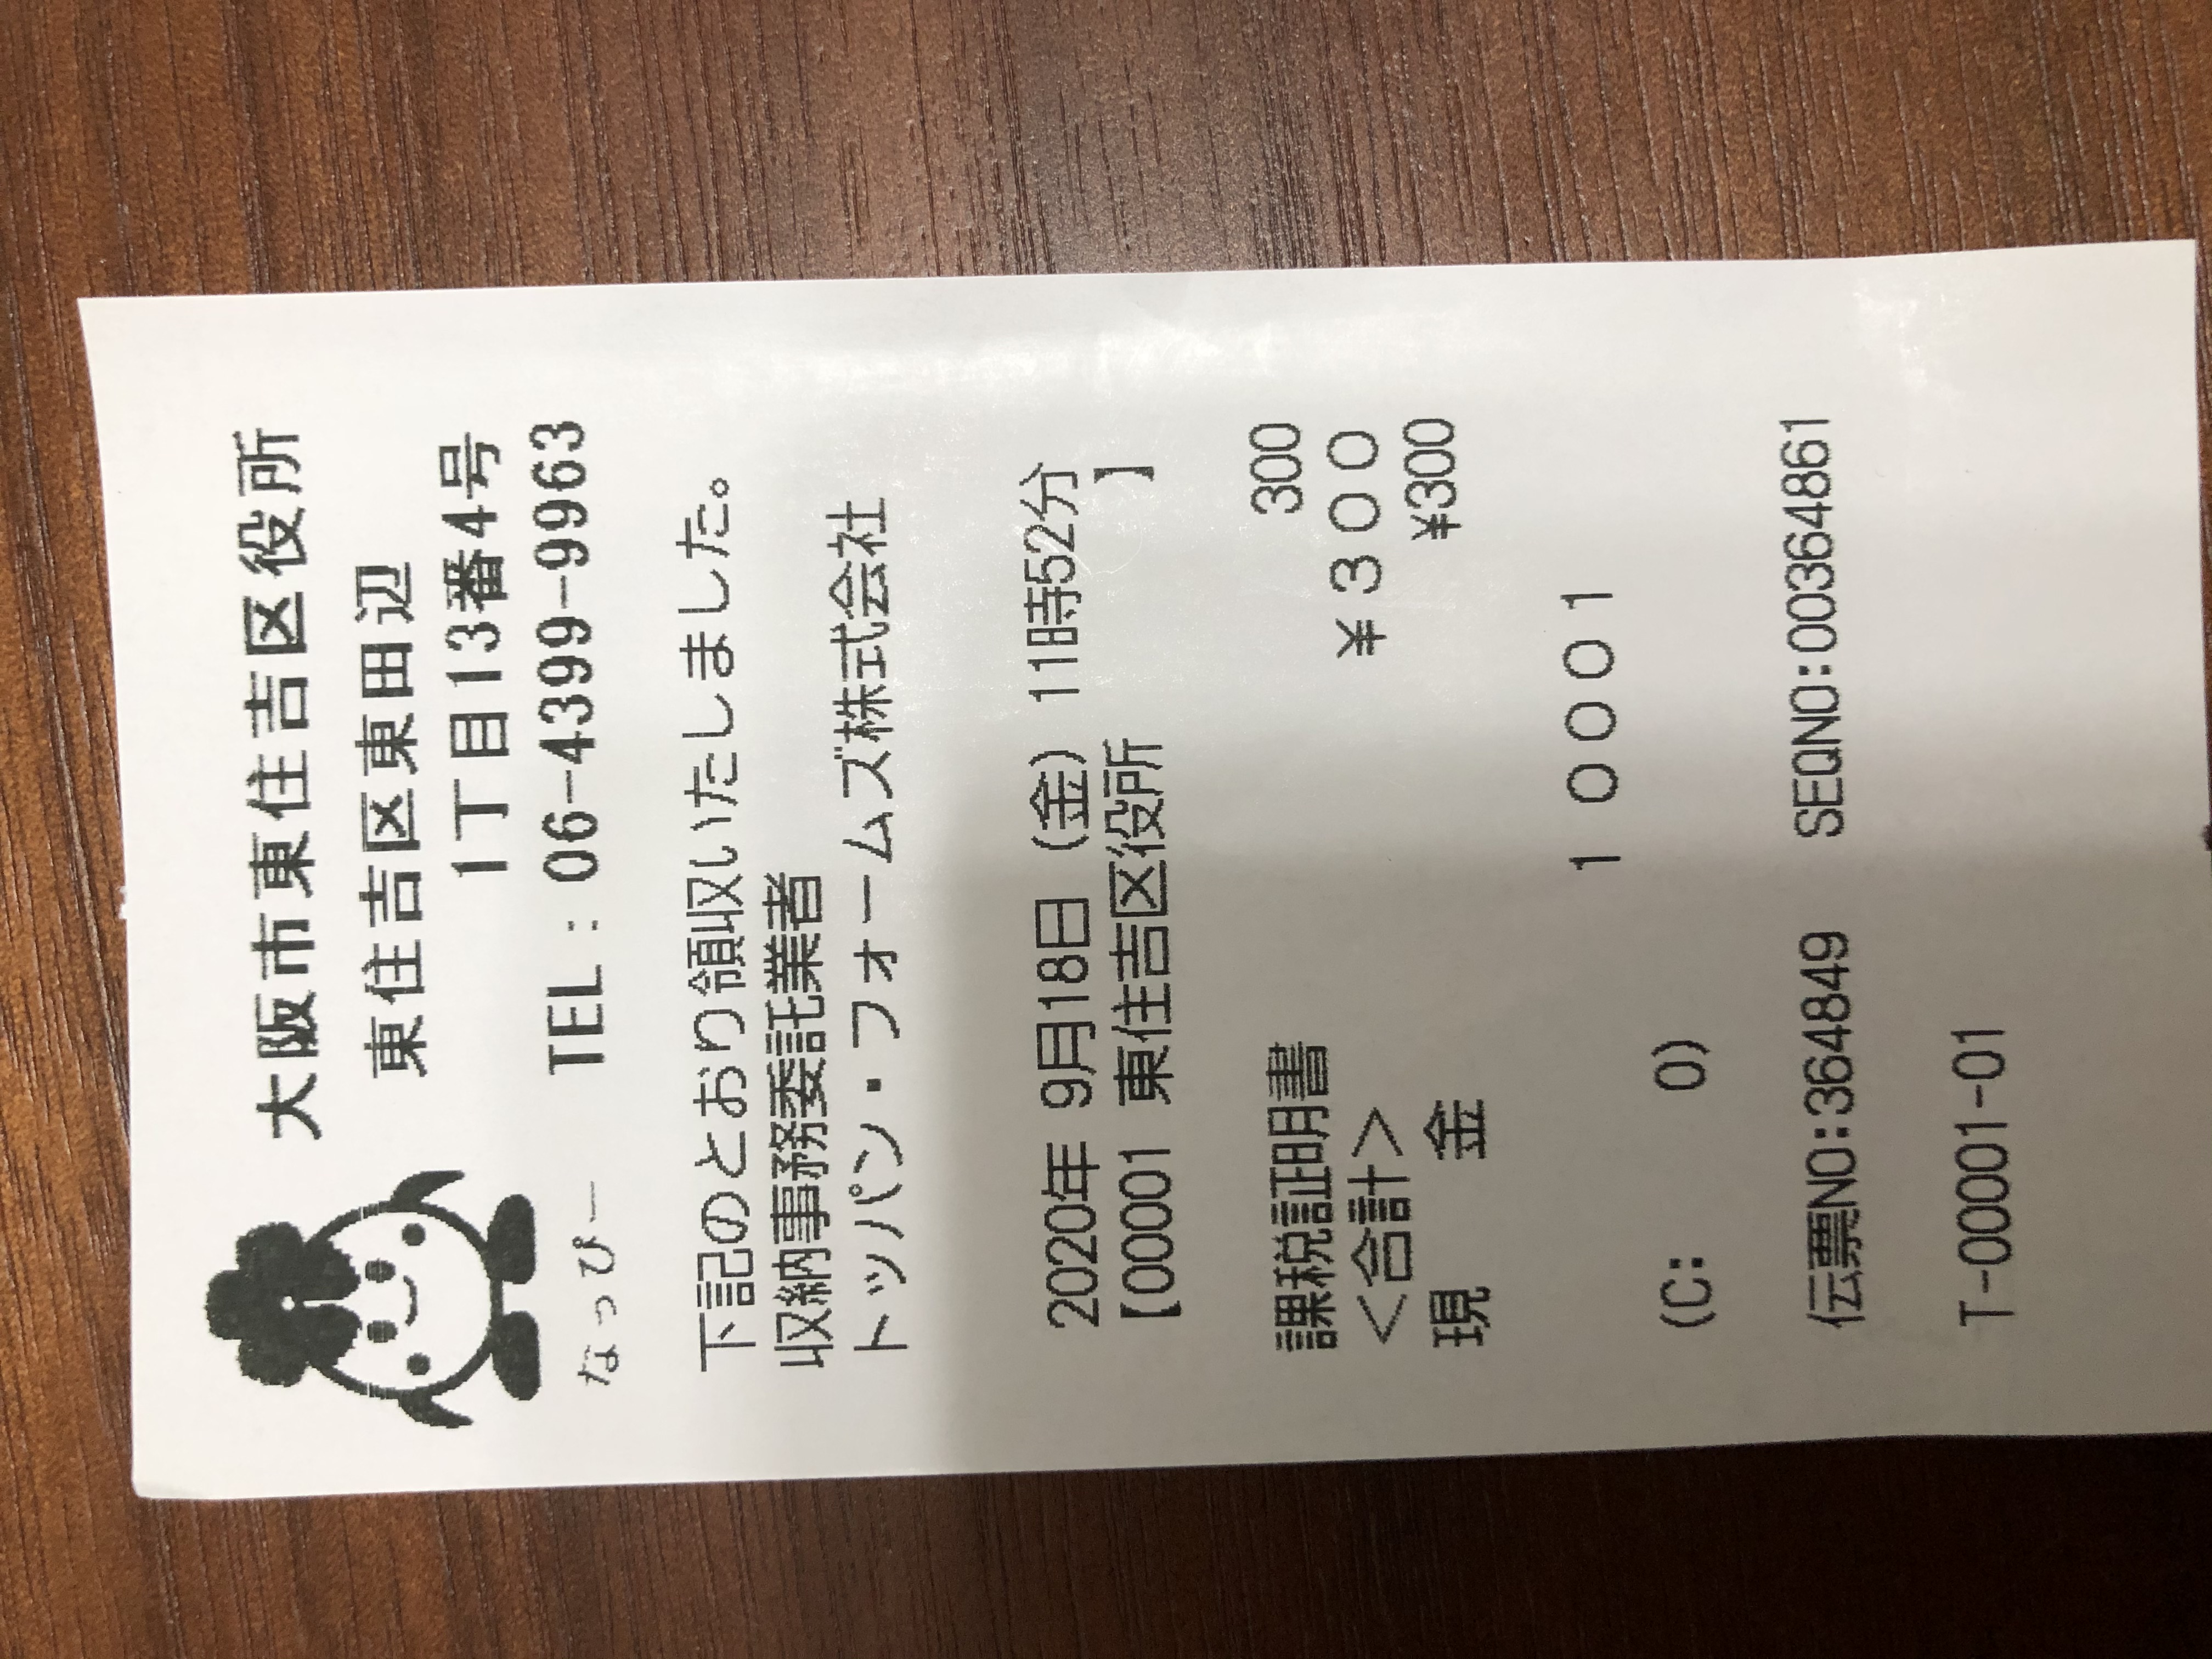 大阪市東住吉区役所
東住吉区東田辺
1丁目13番4号
TEL : 06-4399-9963
なっぴー
下記のとおり領収いたしました。
収納事務委託業者
トッパン・フォームズ株式会社
2020年 9月18日 (金) 11時52分
【00001 東住吉区役所 】
課税証明書 300
＜合計＞ ¥300
現 金 ¥300
1 0001
(C: 0)
伝票NO:364849 SEQNO:00364861
T-00001-01